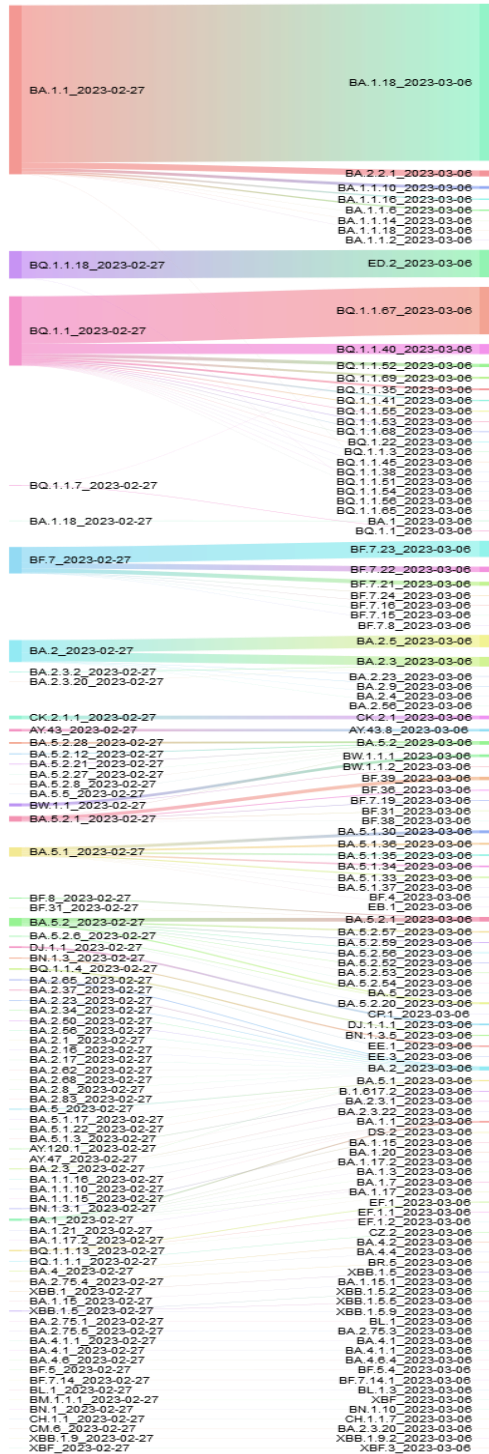 BA.1.1_2023-02-27
BQ.1.1.18_2023-02-27
BQ.1.1_2023-02-27
BQ.1.1.7_2023-02-27
BA.1.18_2023-02-27
BF.7_2023-02-27
BA.2_2023-02-27
BA.2.3.2_2023-02-27
BA.2.3.20_2023-02-27
CK.2.1.1_2023-02-27
AY.43_2023-02-27
BA.5.2.28_2023-02-27
BA.5.2.12_2023-02-27
BA.5.2.21_2023-02-27
BA.5.2.27_2023-02-27
BA.5.2.8_2023-02-27
BA.5.5_2023-02-27
BW.1.1_2023-02-27
BA.5.2.1_2023-02-27
BA.5.1_2023-02-27
BF.8_2023-02-27
BF.31_2023-02-27
BA.5.2_2023-02-27
BA.5.2.6_2023-02-27
DJ.1.1_2023-02-27
BN.1.3_2023-02-27
BQ.1.1.4_2023-02-27
BA.2.65_2023-02-27
BA.2.37_2023-02-27
BA.2.23_2023-02-27
BA.2.34_2023-02-27
BA.2.50_2023-02-27
BA.2.56_2023-02-27
BA.2.1_2023-02-27
BA.2.16_2023-02-27
BA.2.17_2023-02-27
BA.2.62_2023-02-27
BA.2.68_2023-02-27
BA.2.8_2023-02-27
BA.2.83_2023-02-27
BA.5_2023-02-27
BA.5.1.17_2023-02-27
BA.5.1.22_2023-02-27
BA.5.1.3_2023-02-27
AY.120.1_2023-02-27
AY.47_2023-02-27
BA.2.3_2023-02-27
BA.1.1.16_2023-02-27
BA.1.1.10_2023-02-27
BA.1.1.15_2023-02-27
BN.1.3.1_2023-02-27
BA.1_2023-02-27
BA.1.21_2023-02-27
BA.1.17.2_2023-02-27
BQ.1.1.13_2023-02-27
BQ.1.1.1_2023-02-27
BA.4_2023-02-27
BA.2.75.4_2023-02-27
XBB.1_2023-02-27
BA.1.15_2023-02-27
XBB.1.5_2023-02-27
BA.2.75.1_2023-02-27
BA.2.75.5_2023-02-27
BA.4.1.1_2023-02-27
BA.4.1_2023-02-27
BA.4.6_2023-02-27
BF.5_2023-02-27
BF.7.14_2023-02-27
BL.1_2023-02-27
BM.1.1.1_2023-02-27
BN.1_2023-02-27
CH.1.1_2023-02-27
CM.6_2023-02-27
XBB.1.9_2023-02-27
XBF_2023-02-27
BA.1.18_2023-03-06
BA.2.2.1_2023-03-06
BA.1.1.10_2023-03-06
BA.1.1.16_2023-03-06
BA.1.1.6_2023-03-06
BA.1.1.14_2023-03-06
BA.1.1.18_2023-03-06
BA.1.1.2_2023-03-06
ED.2_2023-03-06
BQ.1.1.67_2023-03-06
BQ.1.1.40_2023-03-06
BQ.1.1.52_2023-03-06
BQ.1.1.69_2023-03-06
BQ.1.1.35_2023-03-06
BQ.1.1.41_2023-03-06
BQ.1.1.55_2023-03-06
BQ.1.1.53_2023-03-06
BQ.1.1.68_2023-03-06
BQ.1.22_2023-03-06
BQ.1.1.3_2023-03-06
BQ.1.1.45_2023-03-06
BQ.1.1.38_2023-03-06
BQ.1.1.51_2023-03-06
BQ.1.1.54_2023-03-06
BQ.1.1.56_2023-03-06
BQ.1.1.65_2023-03-06
BA.1_2023-03-06
BQ.1.1_2023-03-06
BF.7.23_2023-03-06
BF.7.22_2023-03-06
BF.7.21_2023-03-06
BF.7.24_2023-03-06
BF.7.16_2023-03-06
BF.7.15_2023-03-06
BF.7.8_2023-03-06
BA.2.5_2023-03-06
BA.2.3_2023-03-06
BA.2.23_2023-03-06
BA.2.9_2023-03-06
BA.2.4_2023-03-06
BA.2.56_2023-03-06
CK.2.1_2023-03-06
AY.43.8_2023-03-06
BA.5.2_2023-03-06
BW.1.1.1_2023-03-06
BW.1.1.2_2023-03-06
BF.39_2023-03-06
BF.36_2023-03-06
BF.7.19_2023-03-06
BF.31_2023-03-06
BF.38_2023-03-06
BA.5.1.30_2023-03-06
BA.5.1.36_2023-03-06
BA.5.1.35_2023-03-06
BA.5.1.34_2023-03-06
BA.5.1.33_2023-03-06
BA.5.1.37_2023-03-06
BF.4_2023-03-06
EB.1_2023-03-06
BA.5.2.1_2023-03-06
BA.5.2.57_2023-03-06
BA.5.2.59_2023-03-06
BA.5.2.56_2023-03-06
BA.5.2.52_2023-03-06
BA.5.2.53_2023-03-06
BA.5.2.54_2023-03-06
BA.5_2023-03-06
BA.5.2.20_2023-03-06
CP.1_2023-03-06
DJ.1.1.1_2023-03-06
BN.1.3.5_2023-03-06
EE.1_2023-03-06
EE.3_2023-03-06
BA.2_2023-03-06
BA.5.1_2023-03-06
B.1.617.2_2023-03-06
BA.2.3.1_2023-03-06
BA.2.3.22_2023-03-06
BA.1.1_2023-03-06
DS.2_2023-03-06
BA.1.15_2023-03-06
BA.1.20_2023-03-06
BA.1.17.2_2023-03-06
BA.1.3_2023-03-06
BA.1.7_2023-03-06
BA.1.17_2023-03-06
EF.1_2023-03-06
EF.1.1_2023-03-06
EF.1.2_2023-03-06
CZ.2_2023-03-06
BA.4.2_2023-03-06
BA.4.4_2023-03-06
BR.5_2023-03-06
XBB.1.5_2023-03-06
BA.1.15.1_2023-03-06
XBB.1.5.2_2023-03-06
XBB.1.5.5_2023-03-06
XBB.1.5.9_2023-03-06
BL.1_2023-03-06
BA.2.75.3_2023-03-06
BA.4.1_2023-03-06
BA.4.1.1_2023-03-06
BA.4.6.4_2023-03-06
BF.5.4_2023-03-06
BF.7.14.1_2023-03-06
BL.1.3_2023-03-06
XBF_2023-03-06
BN.1.10_2023-03-06
CH.1.1.7_2023-03-06
BA.2.3.20_2023-03-06
XBB.1.9.2_2023-03-06
XBF.3_2023-03-06